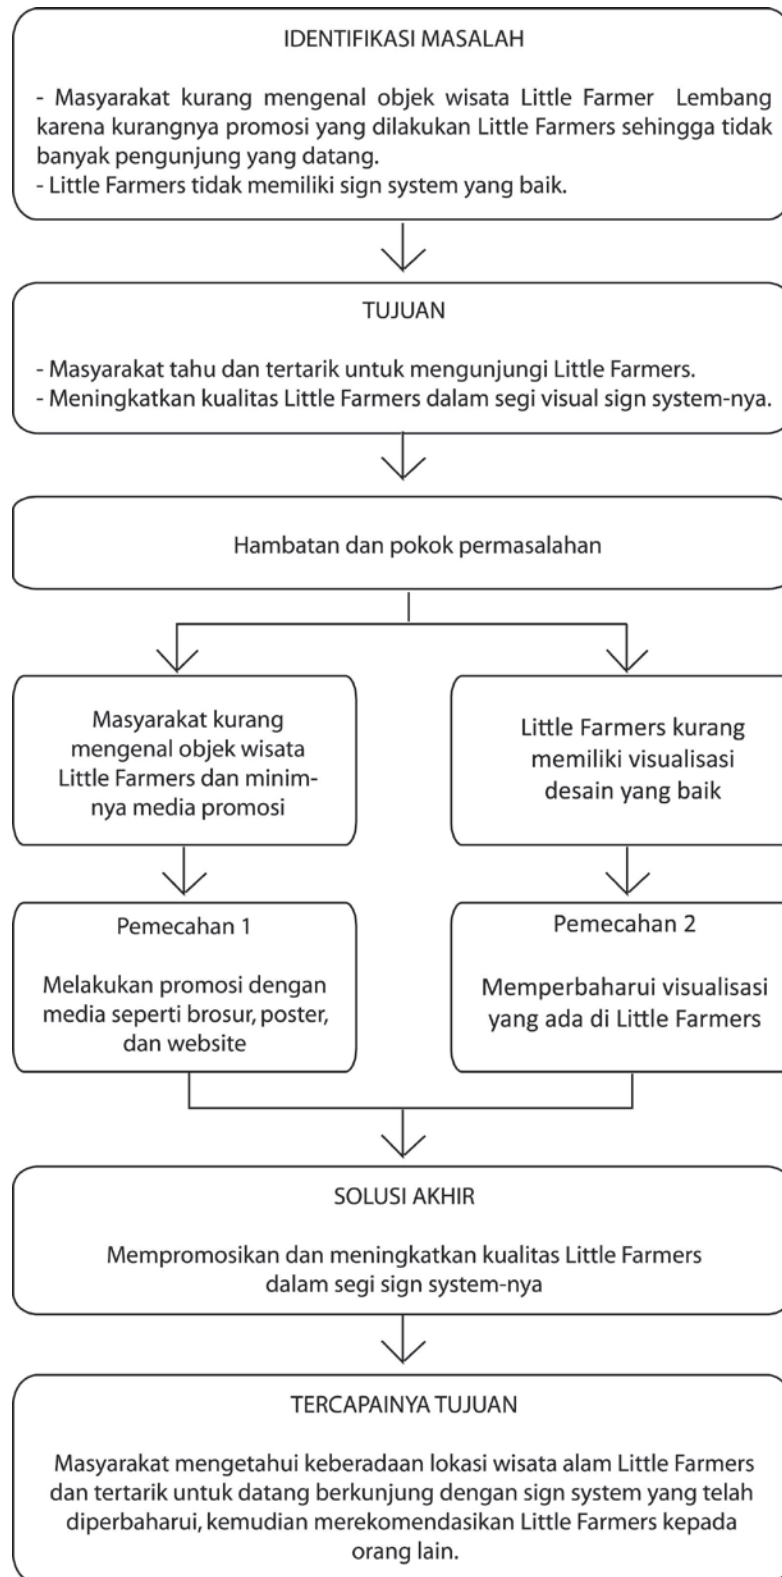 IDENTIFIKASI MASALAH
- Masyarakat kurang mengenal objek wisata Little Farmer Lembang
karena kurangnya promosi yang dilakukan Little Farmers sehingga tidak
banyak pengunjung yang datang.
- Little Farmers tidak memiliki sign system yang baik.
TUJUAN
- Masyarakat tahu dan tertarik untuk mengunjungi Little Farmers.
- Meningkatkan kualitas Little Farmers dalam segi visual sign system-nya.
Hambatan dan pokok permasalahan
Masyarakat kurang
mengenal objek wisata
Little Farmers dan minim-
nya media promosi
Little Farmers kurang
memiliki visualisasi
desain yang baik
Pemecahan 1
Melakukan promosi dengan
media seperti brosur, poster,
dan website
Pemecahan 2
Memperbaharui visualisasi
yang ada di Little Farmers
SOLUSI AKHIR
Mempromosikan dan meningkatkan kualitas Little Farmers
dalam segi sign system-nya
TERCAPAINYA TUJUAN
Masyarakat mengetahui keberadaan lokasi wisata alam Little Farmers
dan tertarik untuk datang berkunjung dengan sign system yang telah
diperbaharui, kemudian merekomendasikan Little Farmers kepada
orang lain.